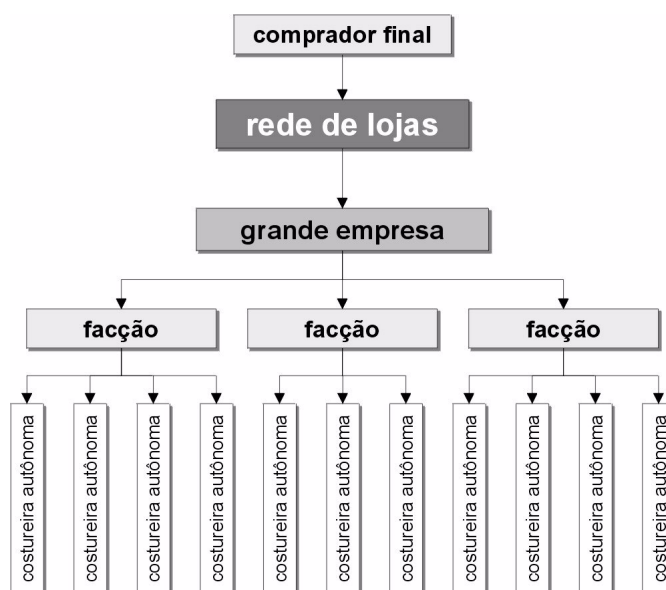 comprador final
rede de lojas
grande empresa
facção
facção
facção
costureira autônoma
costureira autônoma
costureira autônoma
costureira autônoma
costureira autônoma
costureira autônoma
costureira autônoma
costureira autônoma
costureira autônoma
costureira autônoma
costureira autônoma